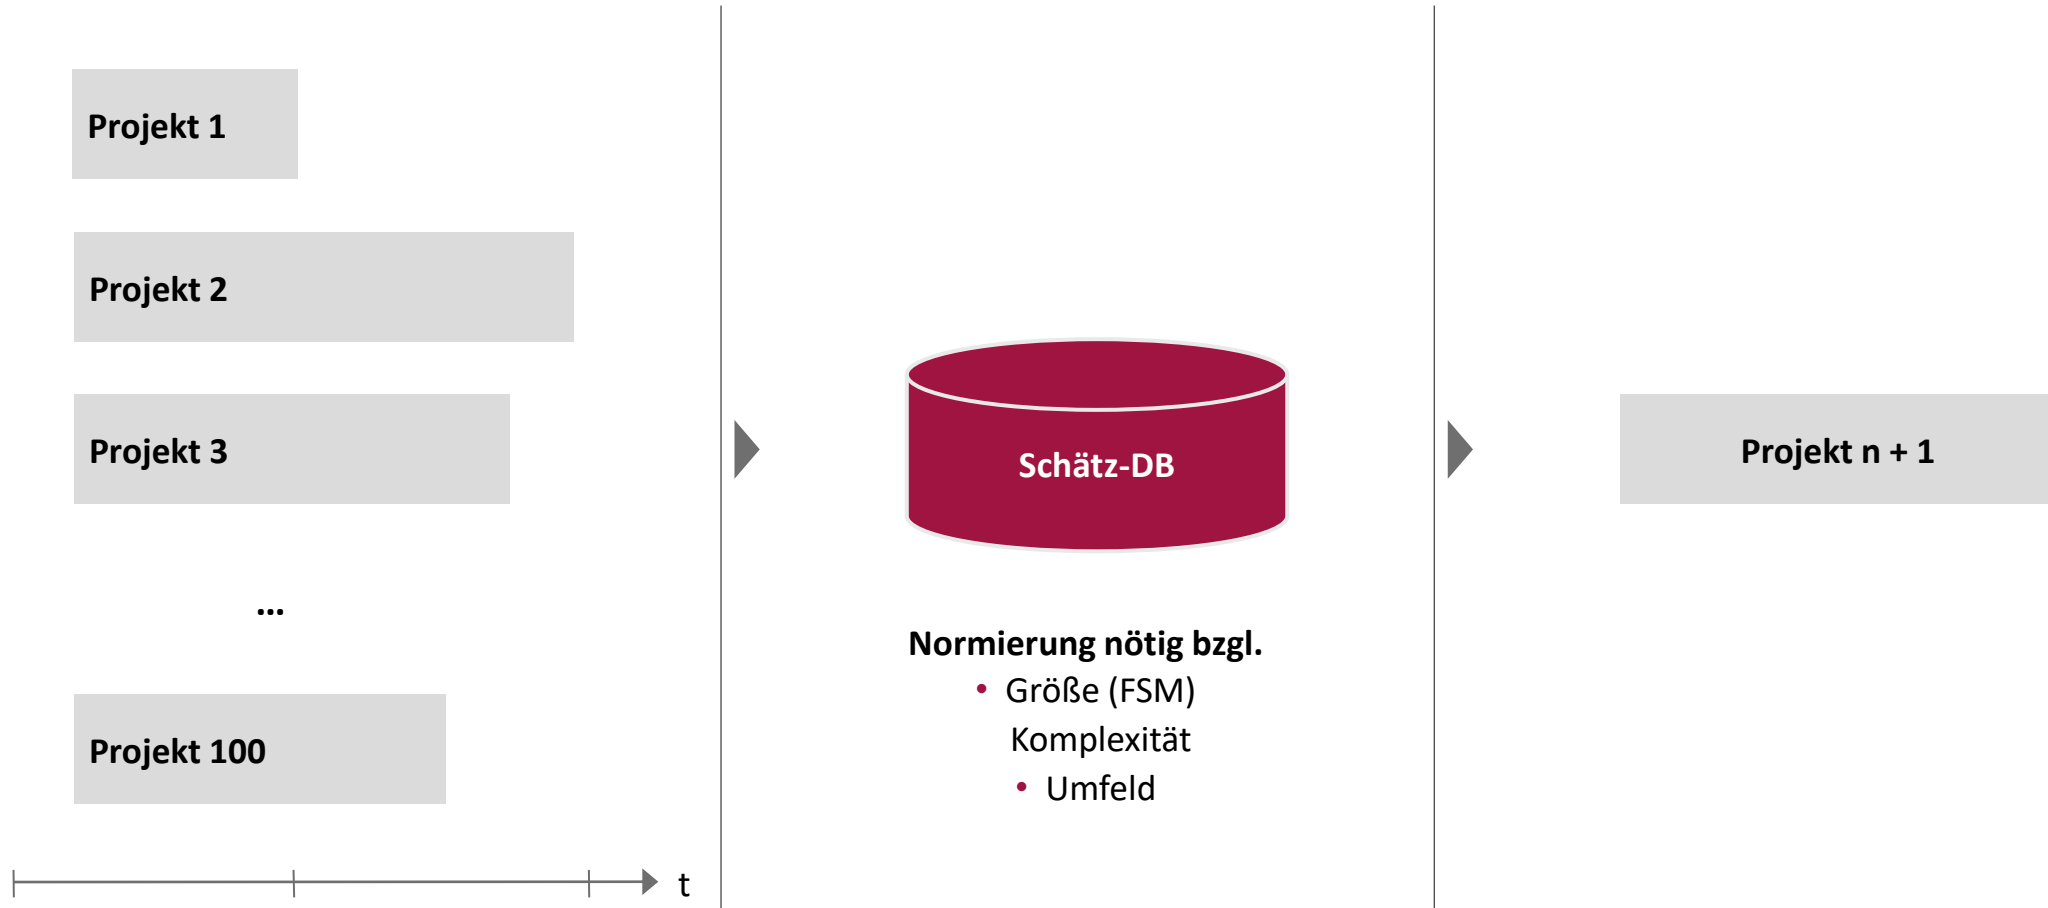 Projekt 1
Projekt 2
Projekt 3
...
Projekt 100
t
Schätz-DB
Normierung nötig bzgl.
• Größe (FSM)
Komplexität
• Umfeld
Projekt n + 1